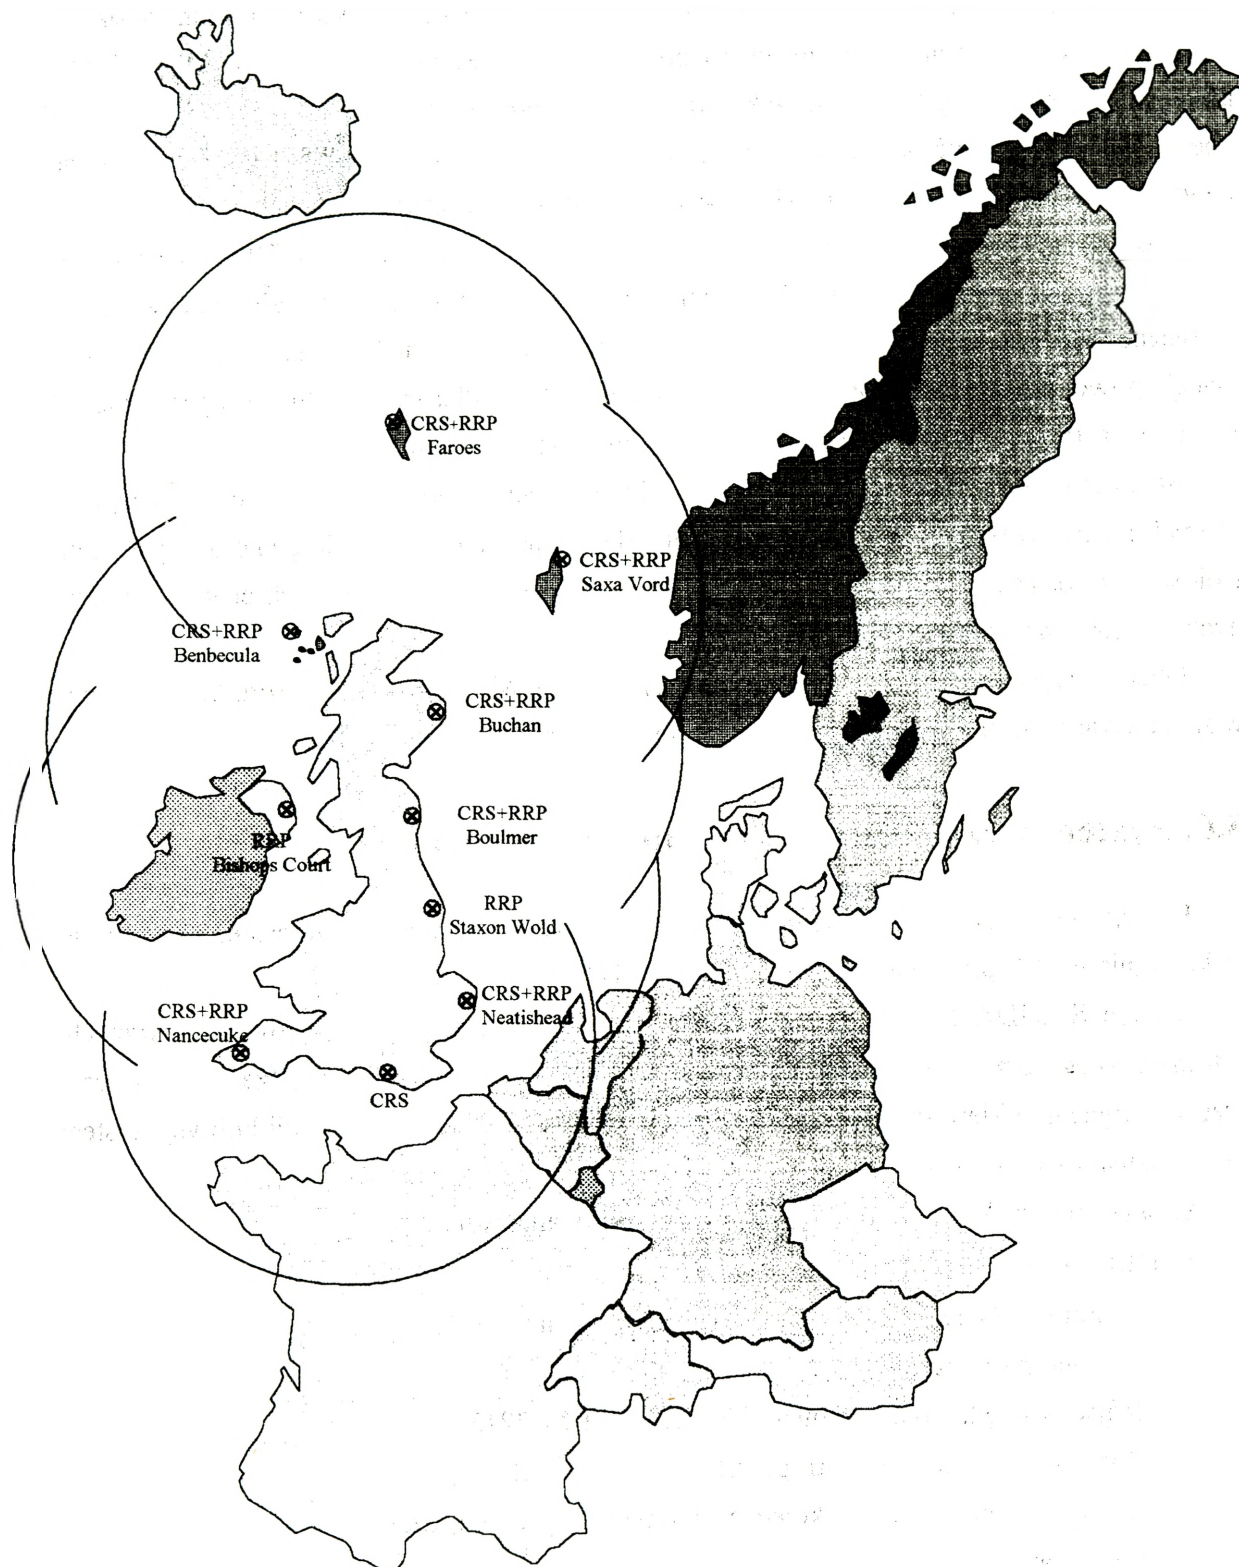 CRS+RRP
Faroes
CRS+RRP
Saxa Vord
CRS+RRP
Benbecula
CRS+RRP
Buchan
CRS+RRP
Boulmer
RRP
Bishops Court
RRP
Staxon Wold
CRS+RRP
Neatishead
CRS+RRP
Nancecuke
CRS